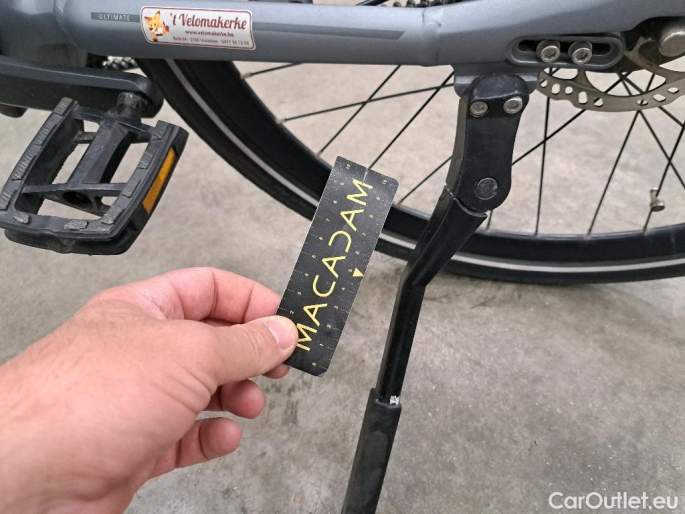 ULTIMATE
't Velomakerke
www.velomakerke.be
MACADAM
CarOutlet.eu